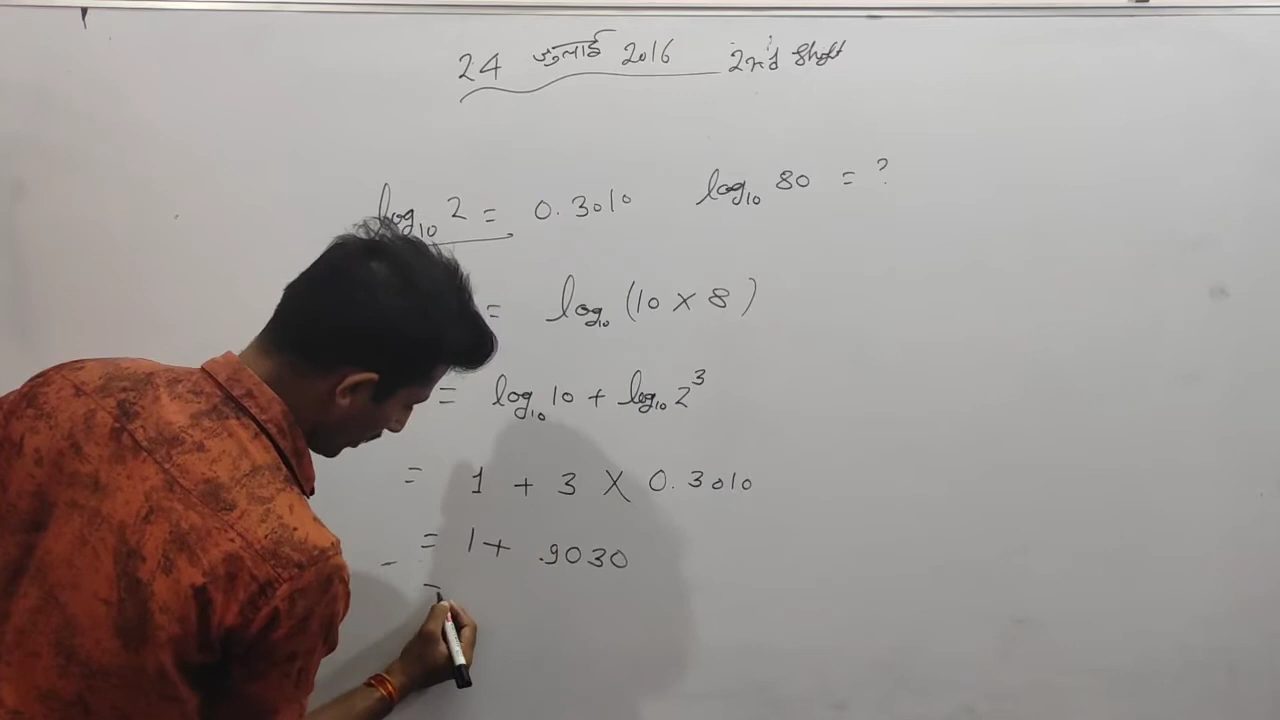 24 जुलाई 2016 2nd Shift
log₁₀ 2 = 0.3010 log₁₀ 80 = ?
= log₁₀ (10 × 8)
= log₁₀ 10 + log₁₀ 2³
= 1 + 3 × 0.3010
= 1 + .9030